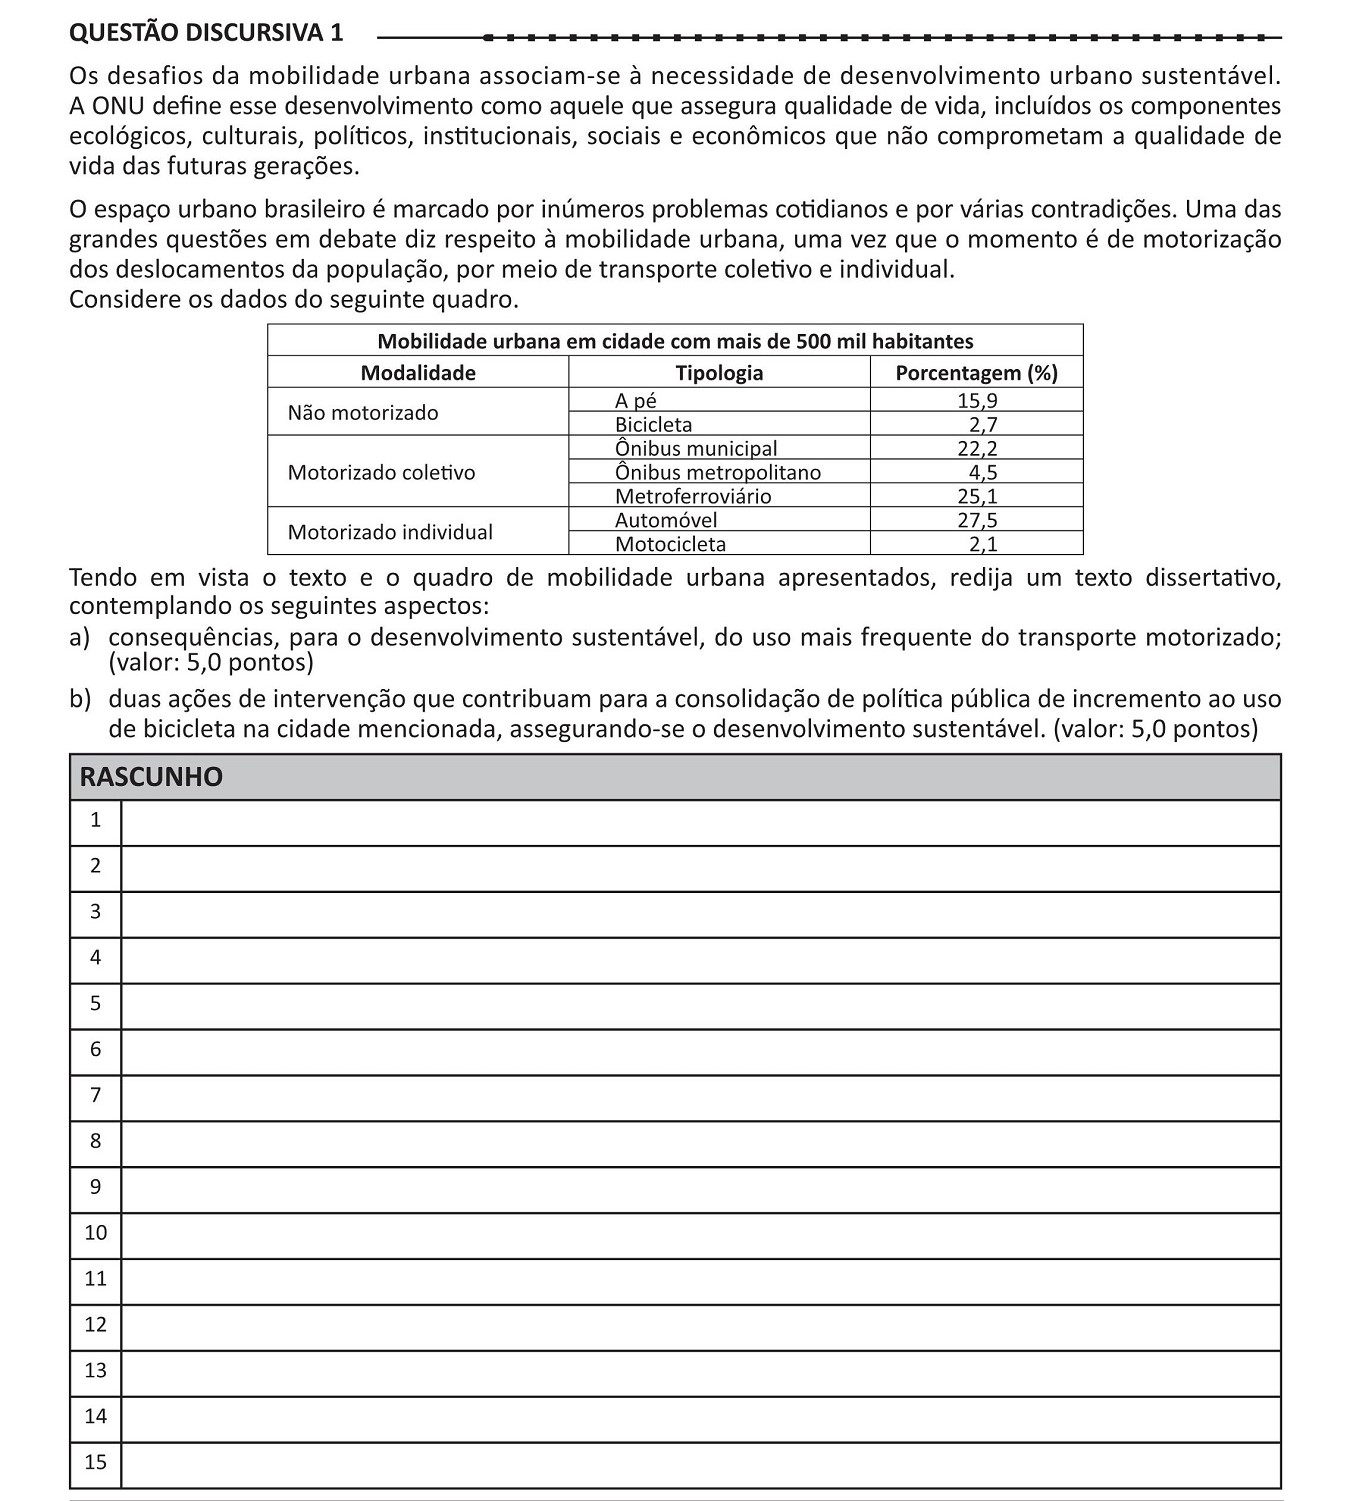 QUESTÃO DISCURSIVA 1
Os desafios da mobilidade urbana associam-se à necessidade de desenvolvimento urbano sustentável.
A ONU define esse desenvolvimento como aquele que assegura qualidade de vida, incluídos os componentes
ecológicos, culturais, políticos, institucionais, sociais e econômicos que não comprometam a qualidade de
vida das futuras gerações.
O espaço urbano brasileiro é marcado por inúmeros problemas cotidianos e por várias contradições. Uma das
grandes questões em debate diz respeito à mobilidade urbana, uma vez que o momento é de motorização
dos deslocamentos da população, por meio de transporte coletivo e individual.
Considere os dados do seguinte quadro.
Mobilidade urbana em cidade com mais de 500 mil habitantes
Modalidade Tipologia Porcentagem (%)
Não motorizado A pé 15,9
Bicicleta 2,7
Motorizado coletivo Ônibus municipal 22,2
Ônibus metropolitano 4,5
Metroferroviário 25,1
Motorizado individual Automóvel 27,5
Motocicleta 2,1
Tendo em vista o texto e o quadro de mobilidade urbana apresentados, redija um texto dissertativo,
contemplando os seguintes aspectos:
a) consequências, para o desenvolvimento sustentável, do uso mais frequente do transporte motorizado;
(valor: 5,0 pontos)
b) duas ações de intervenção que contribuam para a consolidação de política pública de incremento ao uso
de bicicleta na cidade mencionada, assegurando-se o desenvolvimento sustentável. (valor: 5,0 pontos)
RASCUNHO
1
2
3
4
5
6
7
8
9
10
11
12
13
14
15